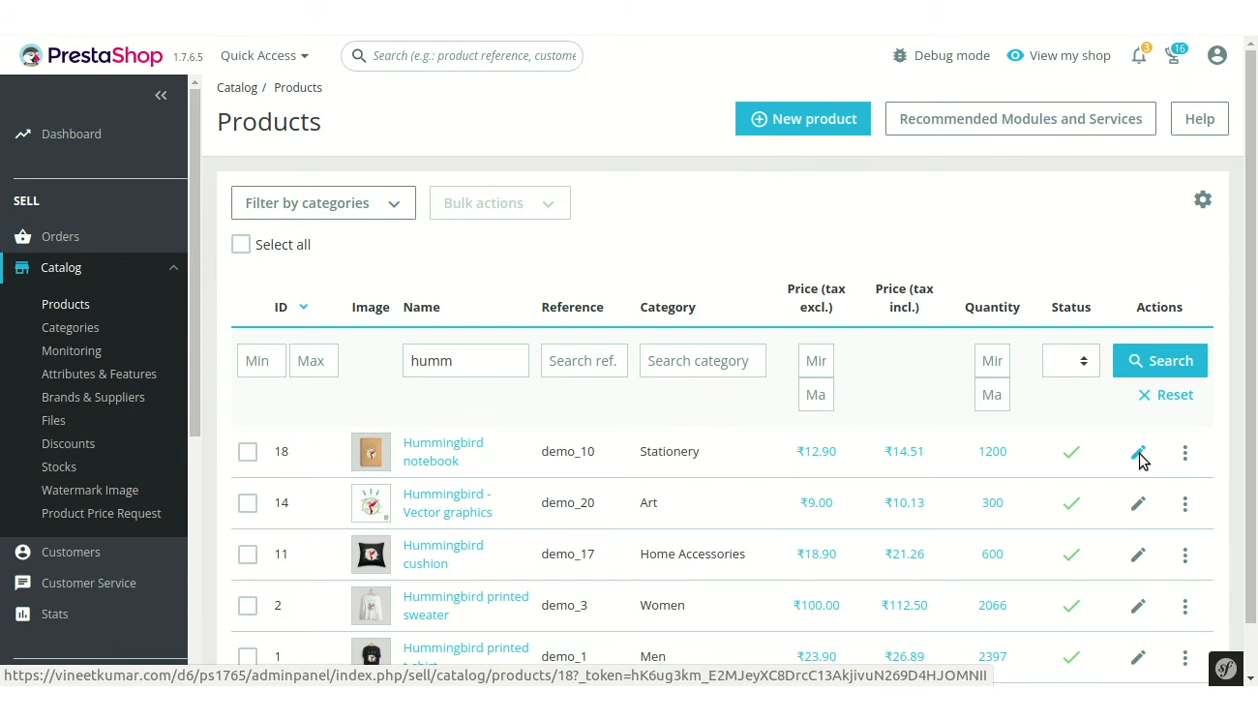 PrestaShop 1.7.6.5 Quick Access Search (e.g.: product reference, custome Debug mode View my shop 3 16
Catalog / Products
Products
New product Recommended Modules and Services Help
Dashboard
SELL
Orders
Catalog
Products
Categories
Monitoring
Attributes & Features
Brands & Suppliers
Files
Discounts
Stocks
Watermark Image
Product Price Request
Customers
Customer Service
Stats
Filter by categories Bulk actions
Select all
ID Image Name Reference Category Price (tax excl.) Price (tax incl.) Quantity Status Actions
Min Max humm Search ref. Search category Mir Mir Search
Ma Ma Reset
18 Hummingbird notebook demo_10 Stationery ₹12.90 ₹14.51 1200
14 Hummingbird - Vector graphics demo_20 Art ₹9.00 ₹10.13 300
11 Hummingbird cushion demo_17 Home Accessories ₹18.90 ₹21.26 600
2 Hummingbird printed sweater demo_3 Women ₹100.00 ₹112.50 2066
1 Hummingbird printed demo_1 Men ₹23.90 ₹26.89 2397
https://vineetkumar.com/d6/ps1765/adminpanel/index.php/sell/catalog/products/18?_token=hK6ug3km_E2MJeyXC8DrcC13AkjivuN269D4HJOMNII
sf